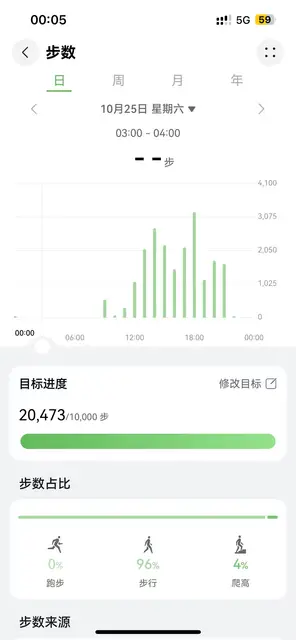 00:05 5G 59
步数
日 周 月 年
10月25日 星期六
03:00 - 04:00
-- 步
4,100
3,075
2,050
1,025
0
00:00 06:00 12:00 18:00 00:00
目标进度 修改目标
20,473/10,000 步
步数占比
0% 96% 4%
跑步 步行 爬高
步数来源